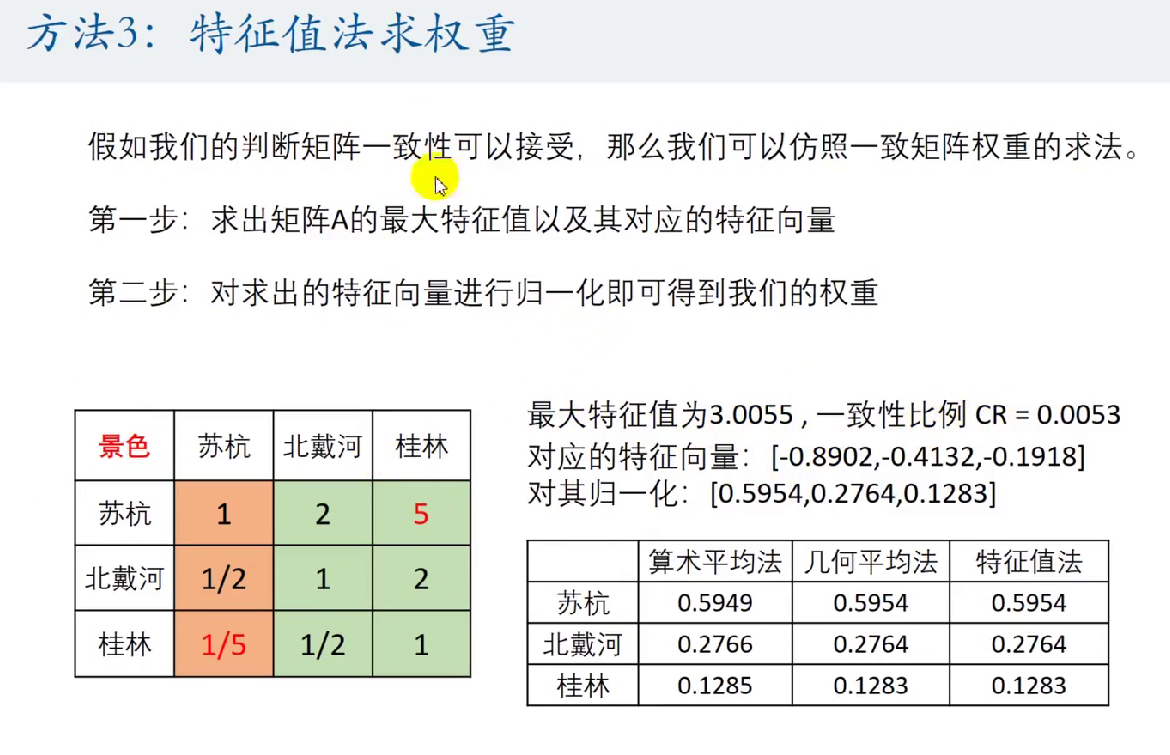 方法3：特征值法求权重
假如我们的判断矩阵一致性可以接受，那么我们可以仿照一致矩阵权重的求法。
第一步：求出矩阵A的最大特征值以及其对应的特征向量
第二步：对求出的特征向量进行归一化即可得到我们的权重
景色 苏杭 北戴河 桂林
苏杭 1 2 5
北戴河 1/2 1 2
桂林 1/5 1/2 1
最大特征值为3.0055 , 一致性比例 CR = 0.0053
对应的特征向量：[-0.8902,-0.4132,-0.1918]
对其归一化：[0.5954,0.2764,0.1283]
算术平均法 几何平均法 特征值法
苏杭 0.5949 0.5954 0.5954
北戴河 0.2766 0.2764 0.2764
桂林 0.1285 0.1283 0.1283